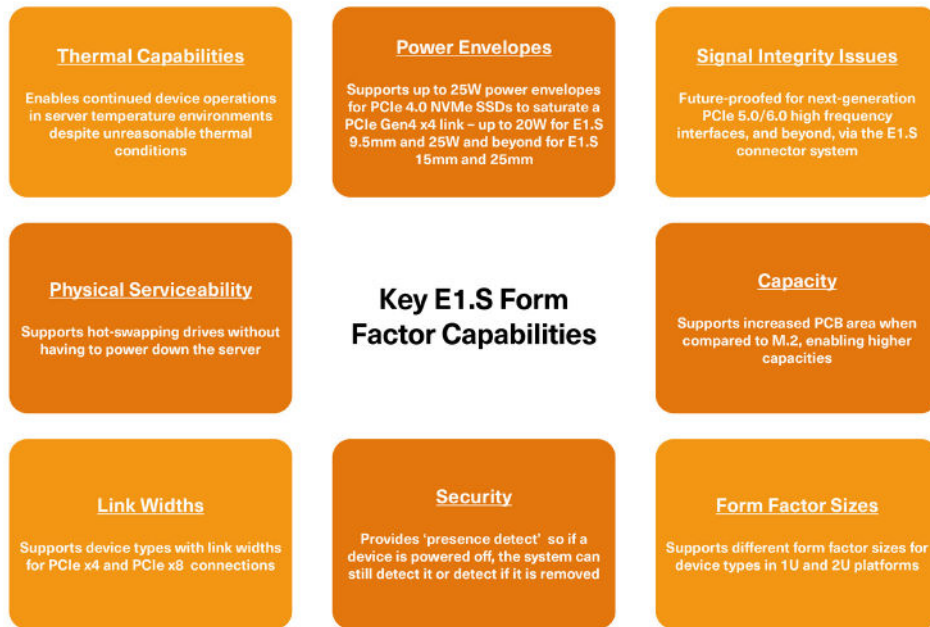 Thermal Capabilities
Enables continued device operations
in server temperature environments
despite unreasonable thermal
conditions
Power Envelopes
Supports up to 25W power envelopes
for PCIe 4.0 NVMe SSDs to saturate a
PCIe Gen4 x4 link – up to 20W for E1.S
9.5mm and 25W and beyond for E1.S
15mm and 25mm
Signal Integrity Issues
Future-proofed for next-generation
PCIe 5.0/6.0 high frequency
interfaces, and beyond, via the E1.S
connector system
Physical Serviceability
Supports hot-swapping drives without
having to power down the server
Key E1.S Form
Factor Capabilities
Capacity
Supports increased PCB area when
compared to M.2, enabling higher
capacities
Link Widths
Supports device types with link widths
for PCIe x4 and PCIe x8 connections
Security
Provides 'presence detect' so if a
device is powered off, the system can
still detect it or detect if it is removed
Form Factor Sizes
Supports different form factor sizes for
device types in 1U and 2U platforms